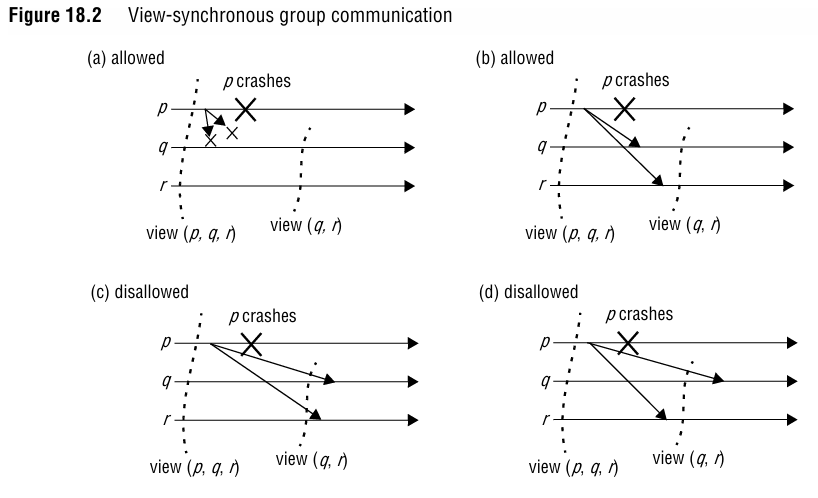 Figure 18.2 View-synchronous group communication
(a) allowed
p crashes
p
q
r
view (p, q, r)
view (q, r)
(b) allowed
p crashes
p
q
r
view (p, q, r)
view (q, r)
(c) disallowed
p crashes
p
q
r
view (p, q, r)
view (q, r)
(d) disallowed
p crashes
p
q
r
view (p, q, r)
view (q, r)